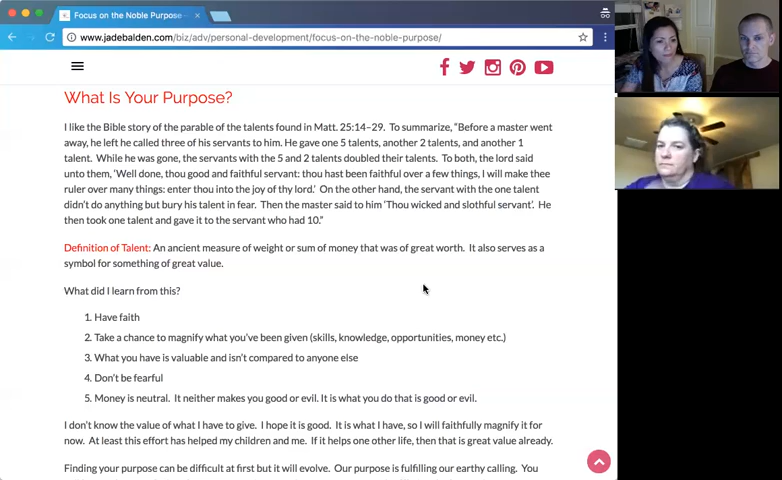 Focus on the Noble Purpose -
www.jadebalden.com/biz/adv/personal-development/focus-on-the-noble-purpose/
What Is Your Purpose?
I like the Bible story of the parable of the talents found in Matt. 25:14–29.  To summarize, “Before a master went
away, he left he called three of his servants to him. He gave one 5 talents, another 2 talents, and another 1
talent.  While he was gone, the servants with the 5 and 2 talents doubled their talents.  To both, the lord said
unto them, ‘Well done, thou good and faithful servant: thou hast been faithful over a few things, I will make thee
ruler over many things: enter thou into the joy of thy lord.’  On the other hand, the servant with the one talent
didn’t do anything but bury his talent in fear.  Then the master said to him ‘Thou wicked and slothful servant’.  He
then took one talent and gave it to the servant who had 10.”
Definition of Talent: An ancient measure of weight or sum of money that was of great worth.  It also serves as a
symbol for something of great value.
What did I learn from this?
1. Have faith
2. Take a chance to magnify what you’ve been given (skills, knowledge, opportunities, money etc.)
3. What you have is valuable and isn’t compared to anyone else
4. Don’t be fearful
5. Money is neutral.  It neither makes you good or evil. It is what you do that is good or evil.
I don’t know the value of what I have to give.  I hope it is good.  It is what I have, so I will faithfully magnify it for
now.  At least this effort has helped my children and me.  If it helps one other life, then that is great value already.
Finding your purpose can be difficult at first but it will evolve.  Our purpose is fulfilling our earthy calling.  You